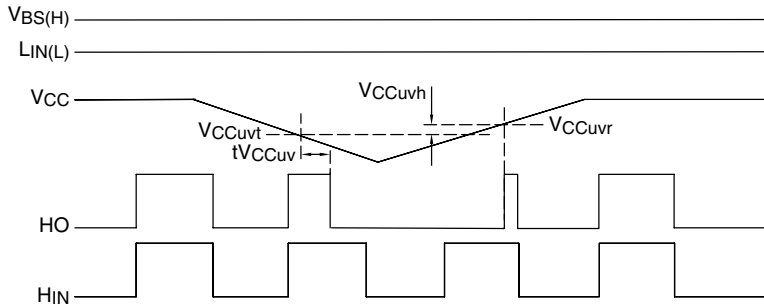 VBS(H)
LIN(L)
VCC
VCCuvh
VCCuvt
VCCuvr
tVCCuv
HO
HIN